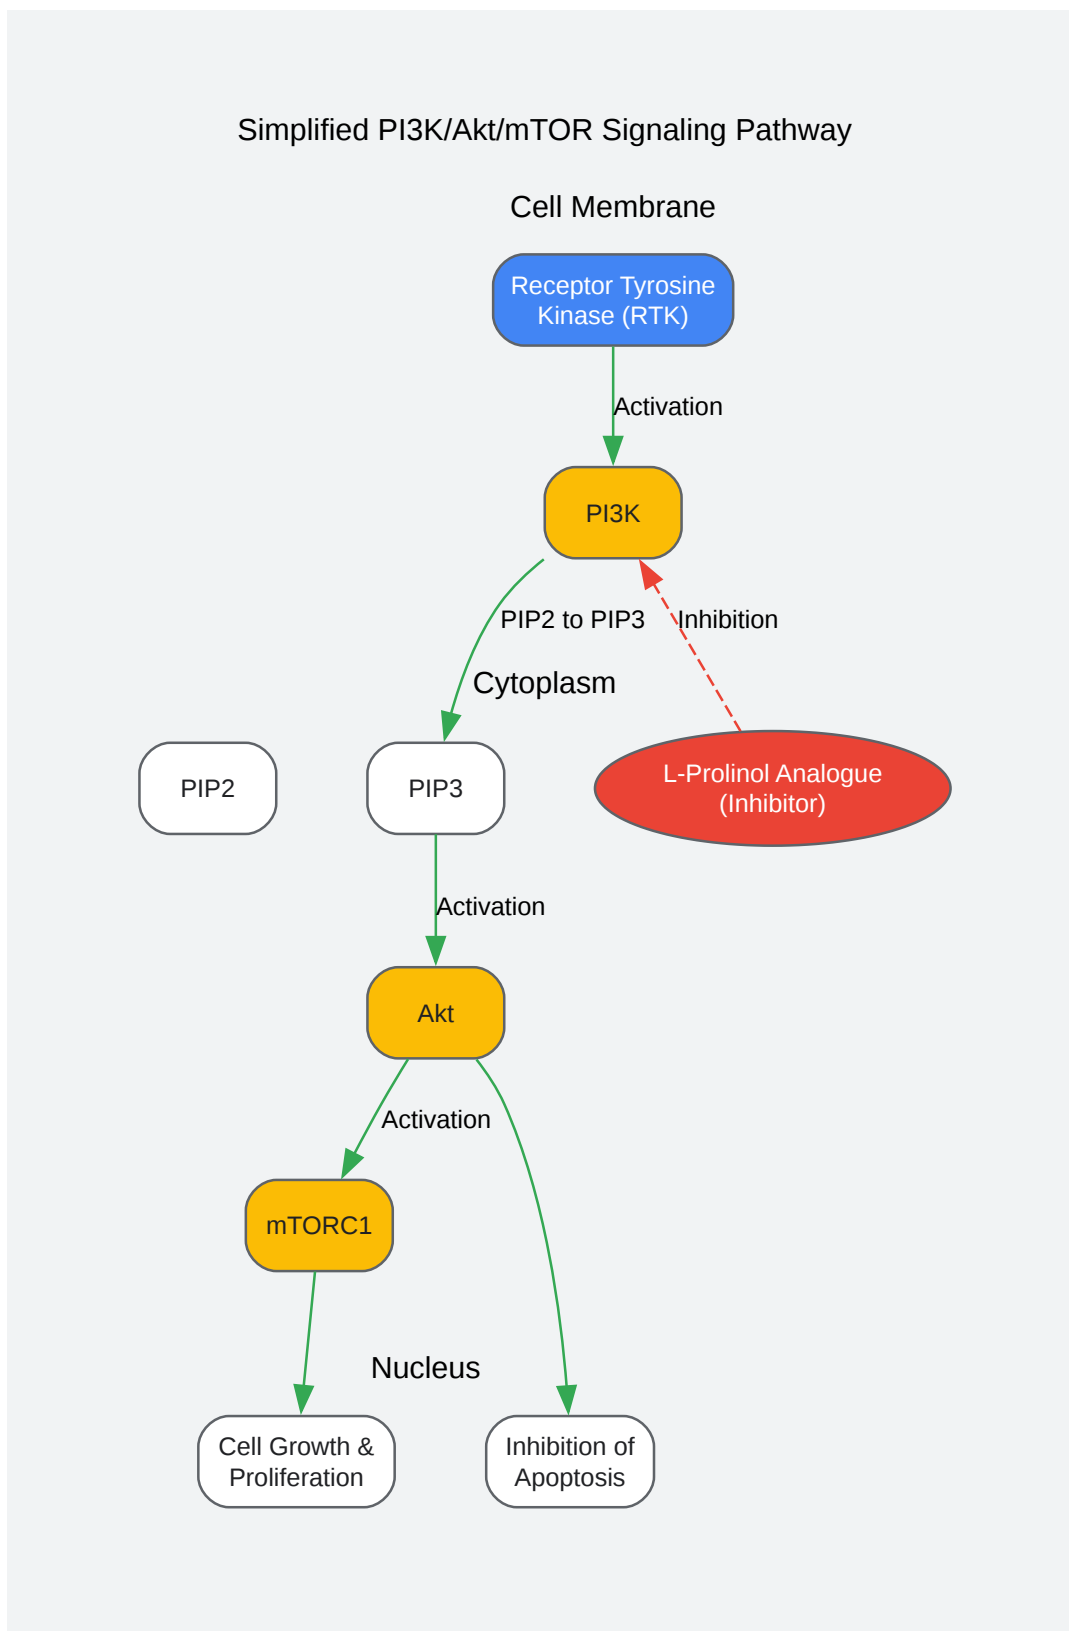 Simplified PI3K/Akt/mTOR Signaling Pathway
Cell Membrane
Receptor Tyrosine
Kinase (RTK)
Activation
PI3K
PIP2 to PIP3
Inhibition
Cytoplasm
PIP2
PIP3
L-Prolinol Analogue
(Inhibitor)
Activation
Akt
Activation
mTORC1
Nucleus
Cell Growth &
Proliferation
Inhibition of
Apoptosis